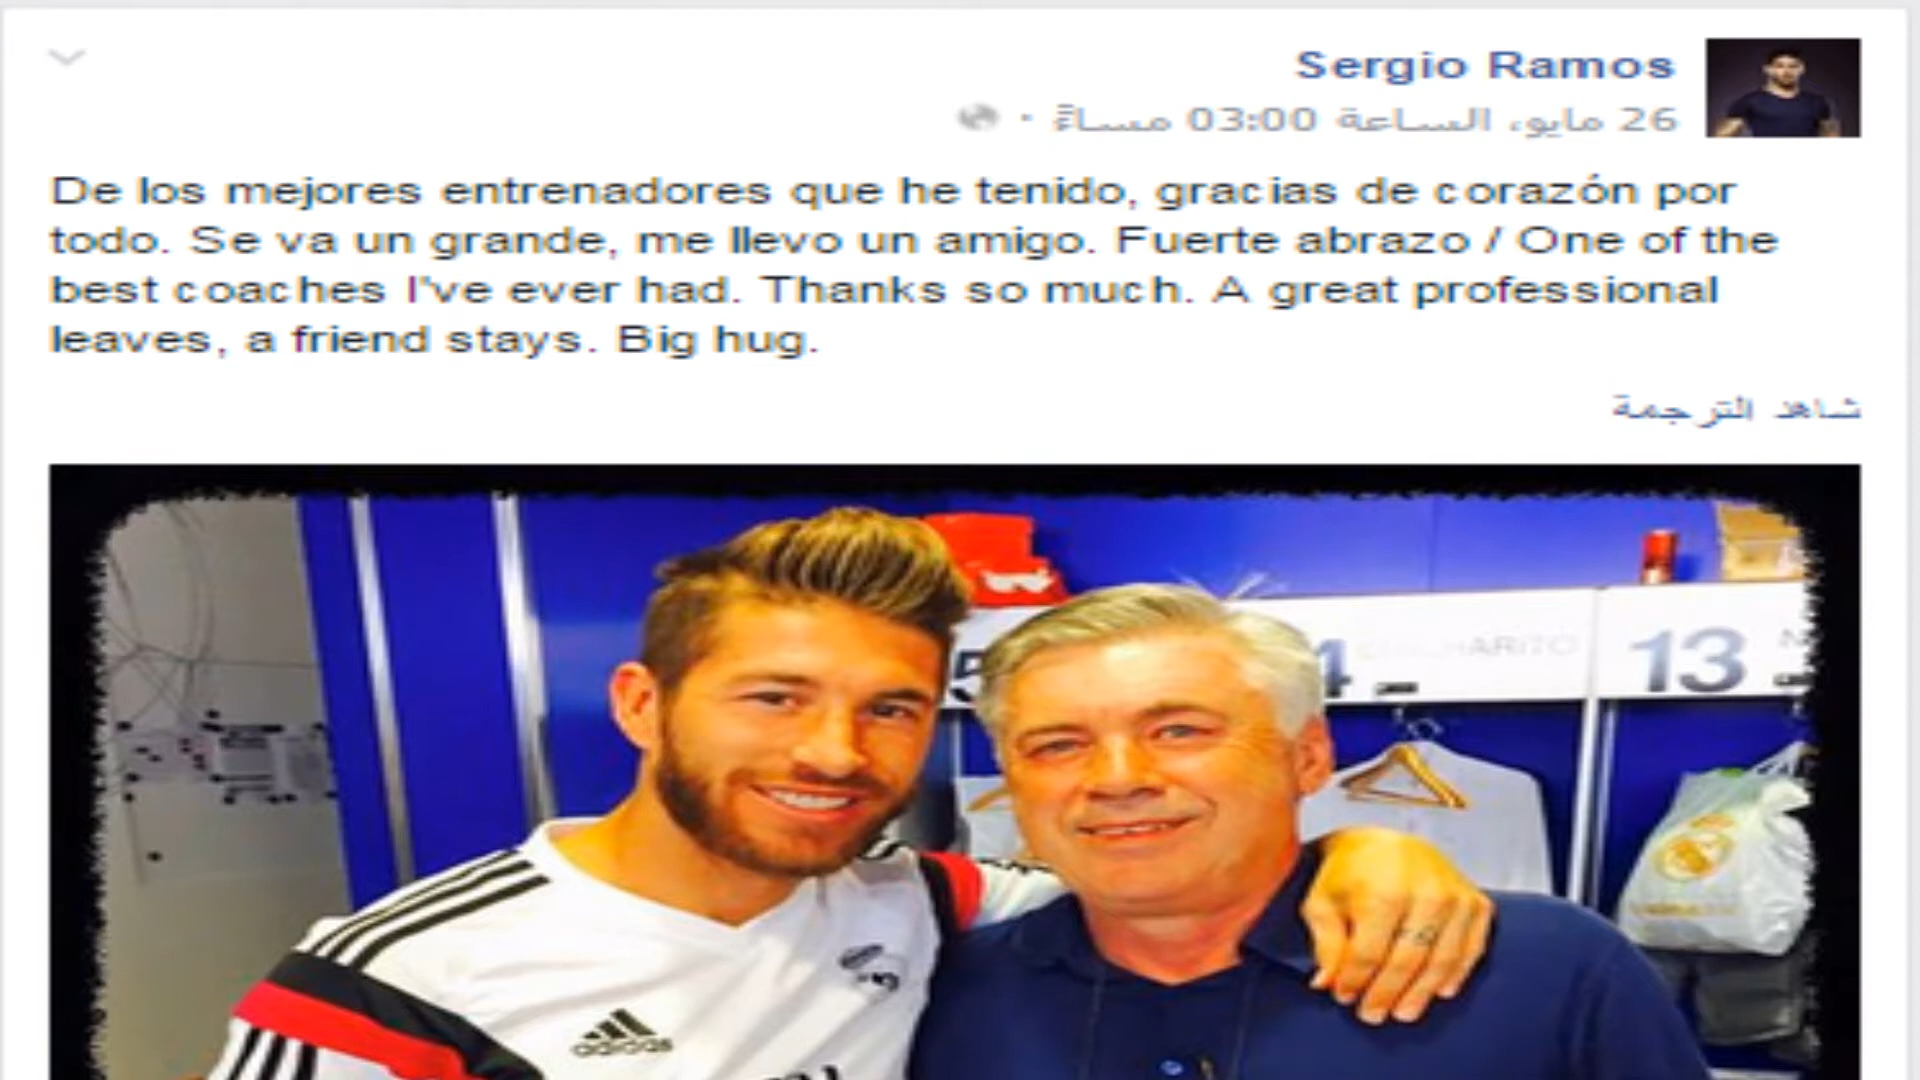 Sergio Ramos
26 مايو، الساعة 03:00 مساءً
De los mejores entrenadores que he tenido, gracias de corazón por
todo. Se va un grande, me llevo un amigo. Fuerte abrazo / One of the
best coaches I've ever had. Thanks so much. A great professional
leaves, a friend stays. Big hug.
شاهد الترجمة
13
adidas